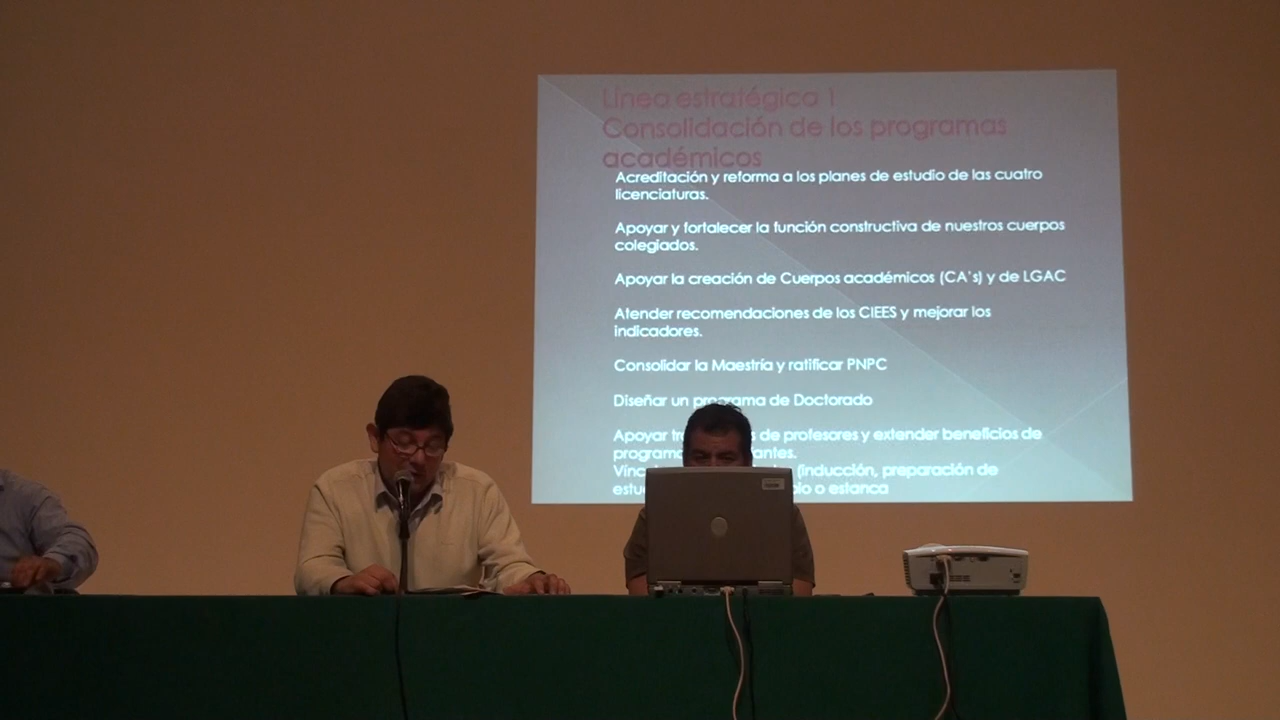 Línea estratégica 1
Consolidación de los programas
académicos
Acreditación y reforma a los planes de estudio de las cuatro
licenciaturas.
Apoyar y fortalecer la función constructiva de nuestros cuerpos
colegiados.
Apoyar la creación de Cuerpos académicos (CA's) y de LGAC
Atender recomendaciones de los CIEES y mejorar los
indicadores.
Consolidar la Maestría y ratificar PNPC
Diseñar un programa de Doctorado
Apoyar de profesores y extender beneficios de
(inducción, preparación de
o estanca